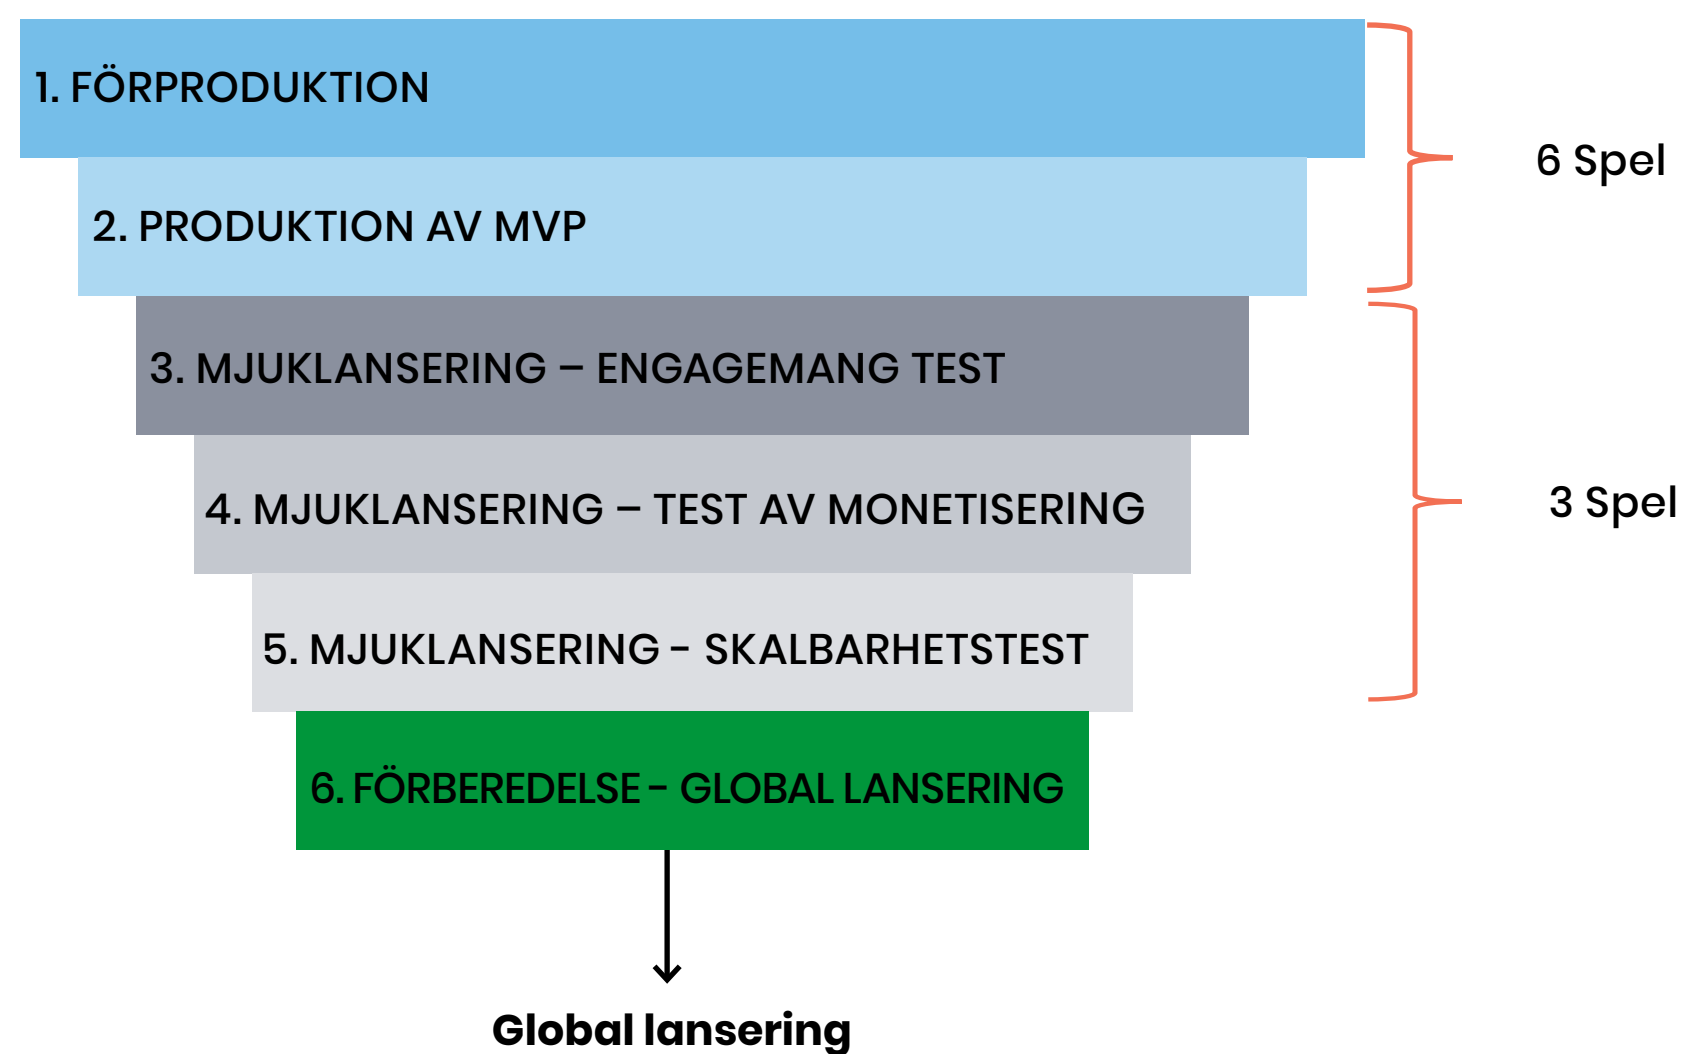 1. FÖRPRODUKTION
6 Spel
2. PRODUKTION AV MVP
3. MJUKLANSERING – ENGAGEMANG TEST
4. MJUKLANSERING – TEST AV MONETISERING
3 Spel
5. MJUKLANSERING - SKALBARHETSTEST
6. FÖRBEREDELSE - GLOBAL LANSERING
Global lansering